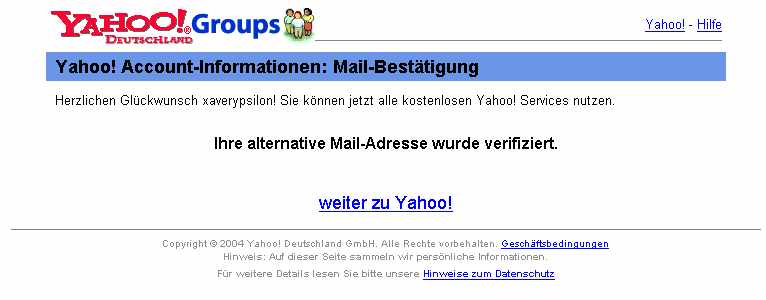 YAHOO! Groups Yahoo! - Hilfe
DEUTSCHLAND
Yahoo! Account-Informationen: Mail-Bestätigung
Herzlichen Glückwunsch xaverypsilon! Sie können jetzt alle kostenlosen Yahoo! Services nutzen.
Ihre alternative Mail-Adresse wurde verifiziert.
weiter zu Yahoo!
Copyright © 2004 Yahoo! Deutschland GmbH. Alle Rechte vorbehalten. Geschäftsbedingungen
Hinweis: Auf dieser Seite sammeln wir persönliche Informationen.
Für weitere Details lesen Sie bitte unsere Hinweise zum Datenschutz